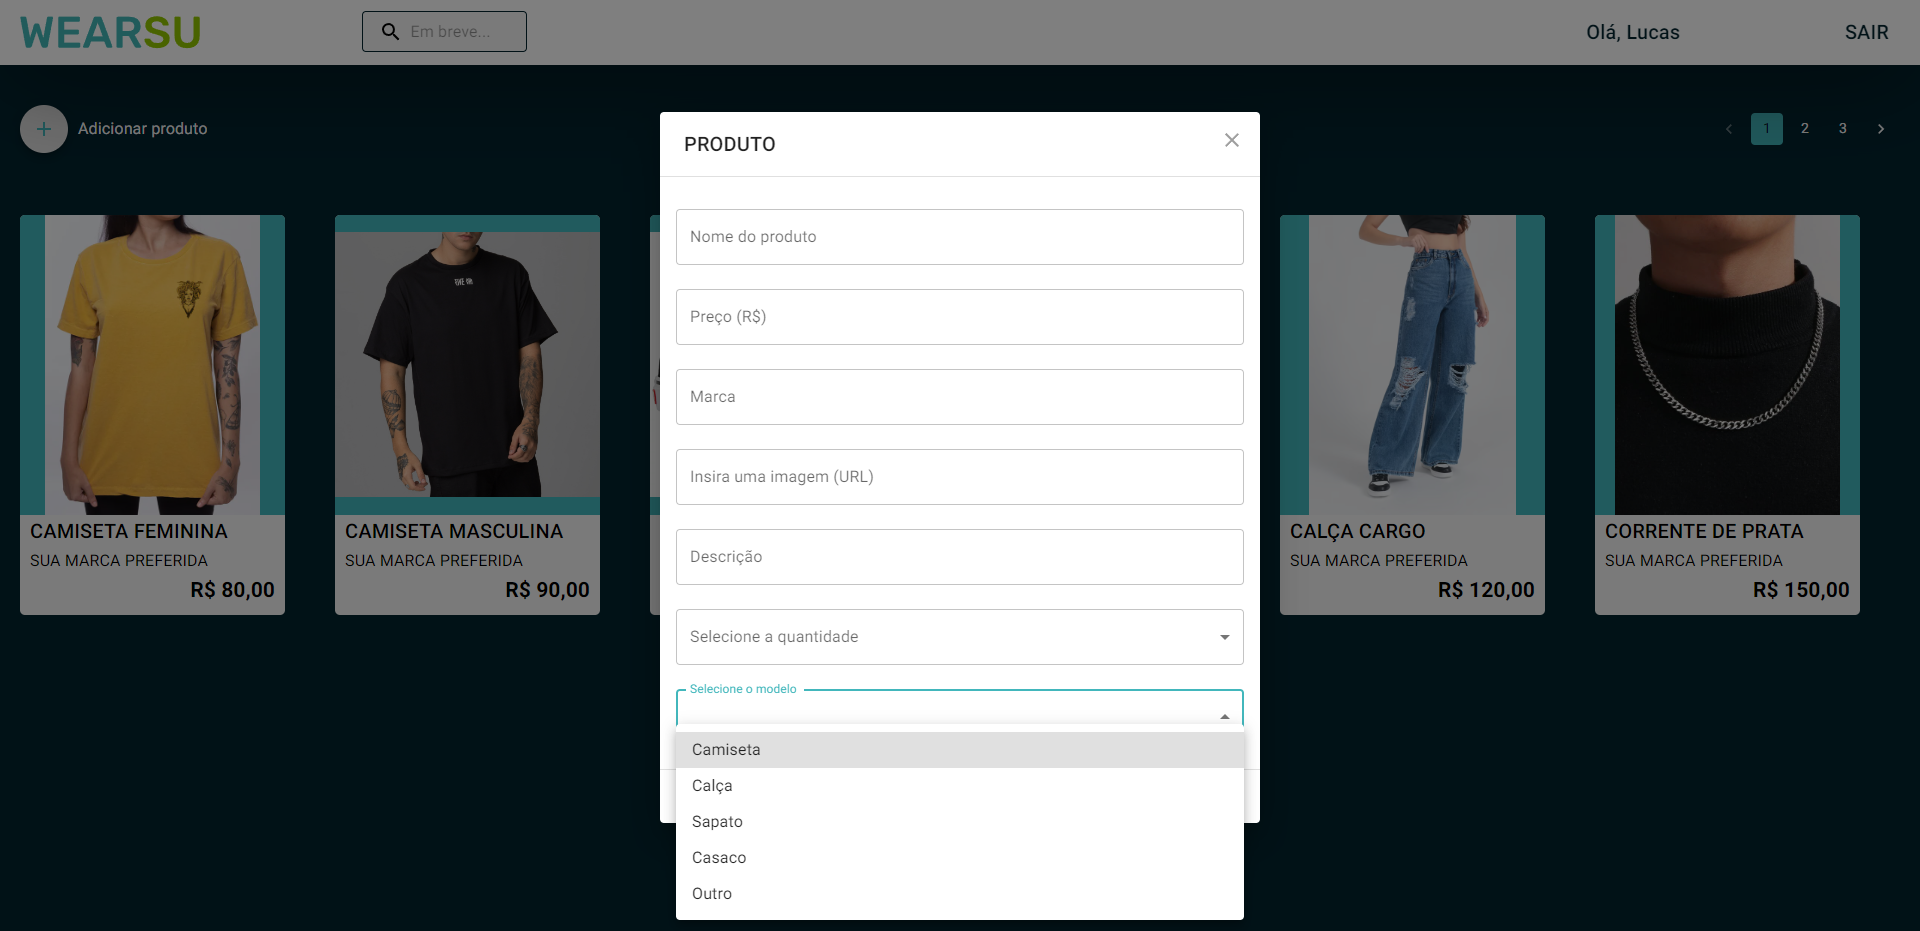 WEARSU
Em breve...
Olá, Lucas
SAIR
Adicionar produto
1
2
3
PRODUTO
Nome do produto
Preço (R$)
Marca
Insira uma imagem (URL)
Descrição
Selecione a quantidade
Selecione o modelo
Camiseta
Calça
Sapato
Casaco
Outro
CAMISETA FEMININA
SUA MARCA PREFERIDA
R$ 80,00
CAMISETA MASCULINA
SUA MARCA PREFERIDA
R$ 90,00
CALÇA CARGO
SUA MARCA PREFERIDA
R$ 120,00
CORRENTE DE PRATA
SUA MARCA PREFERIDA
R$ 150,00